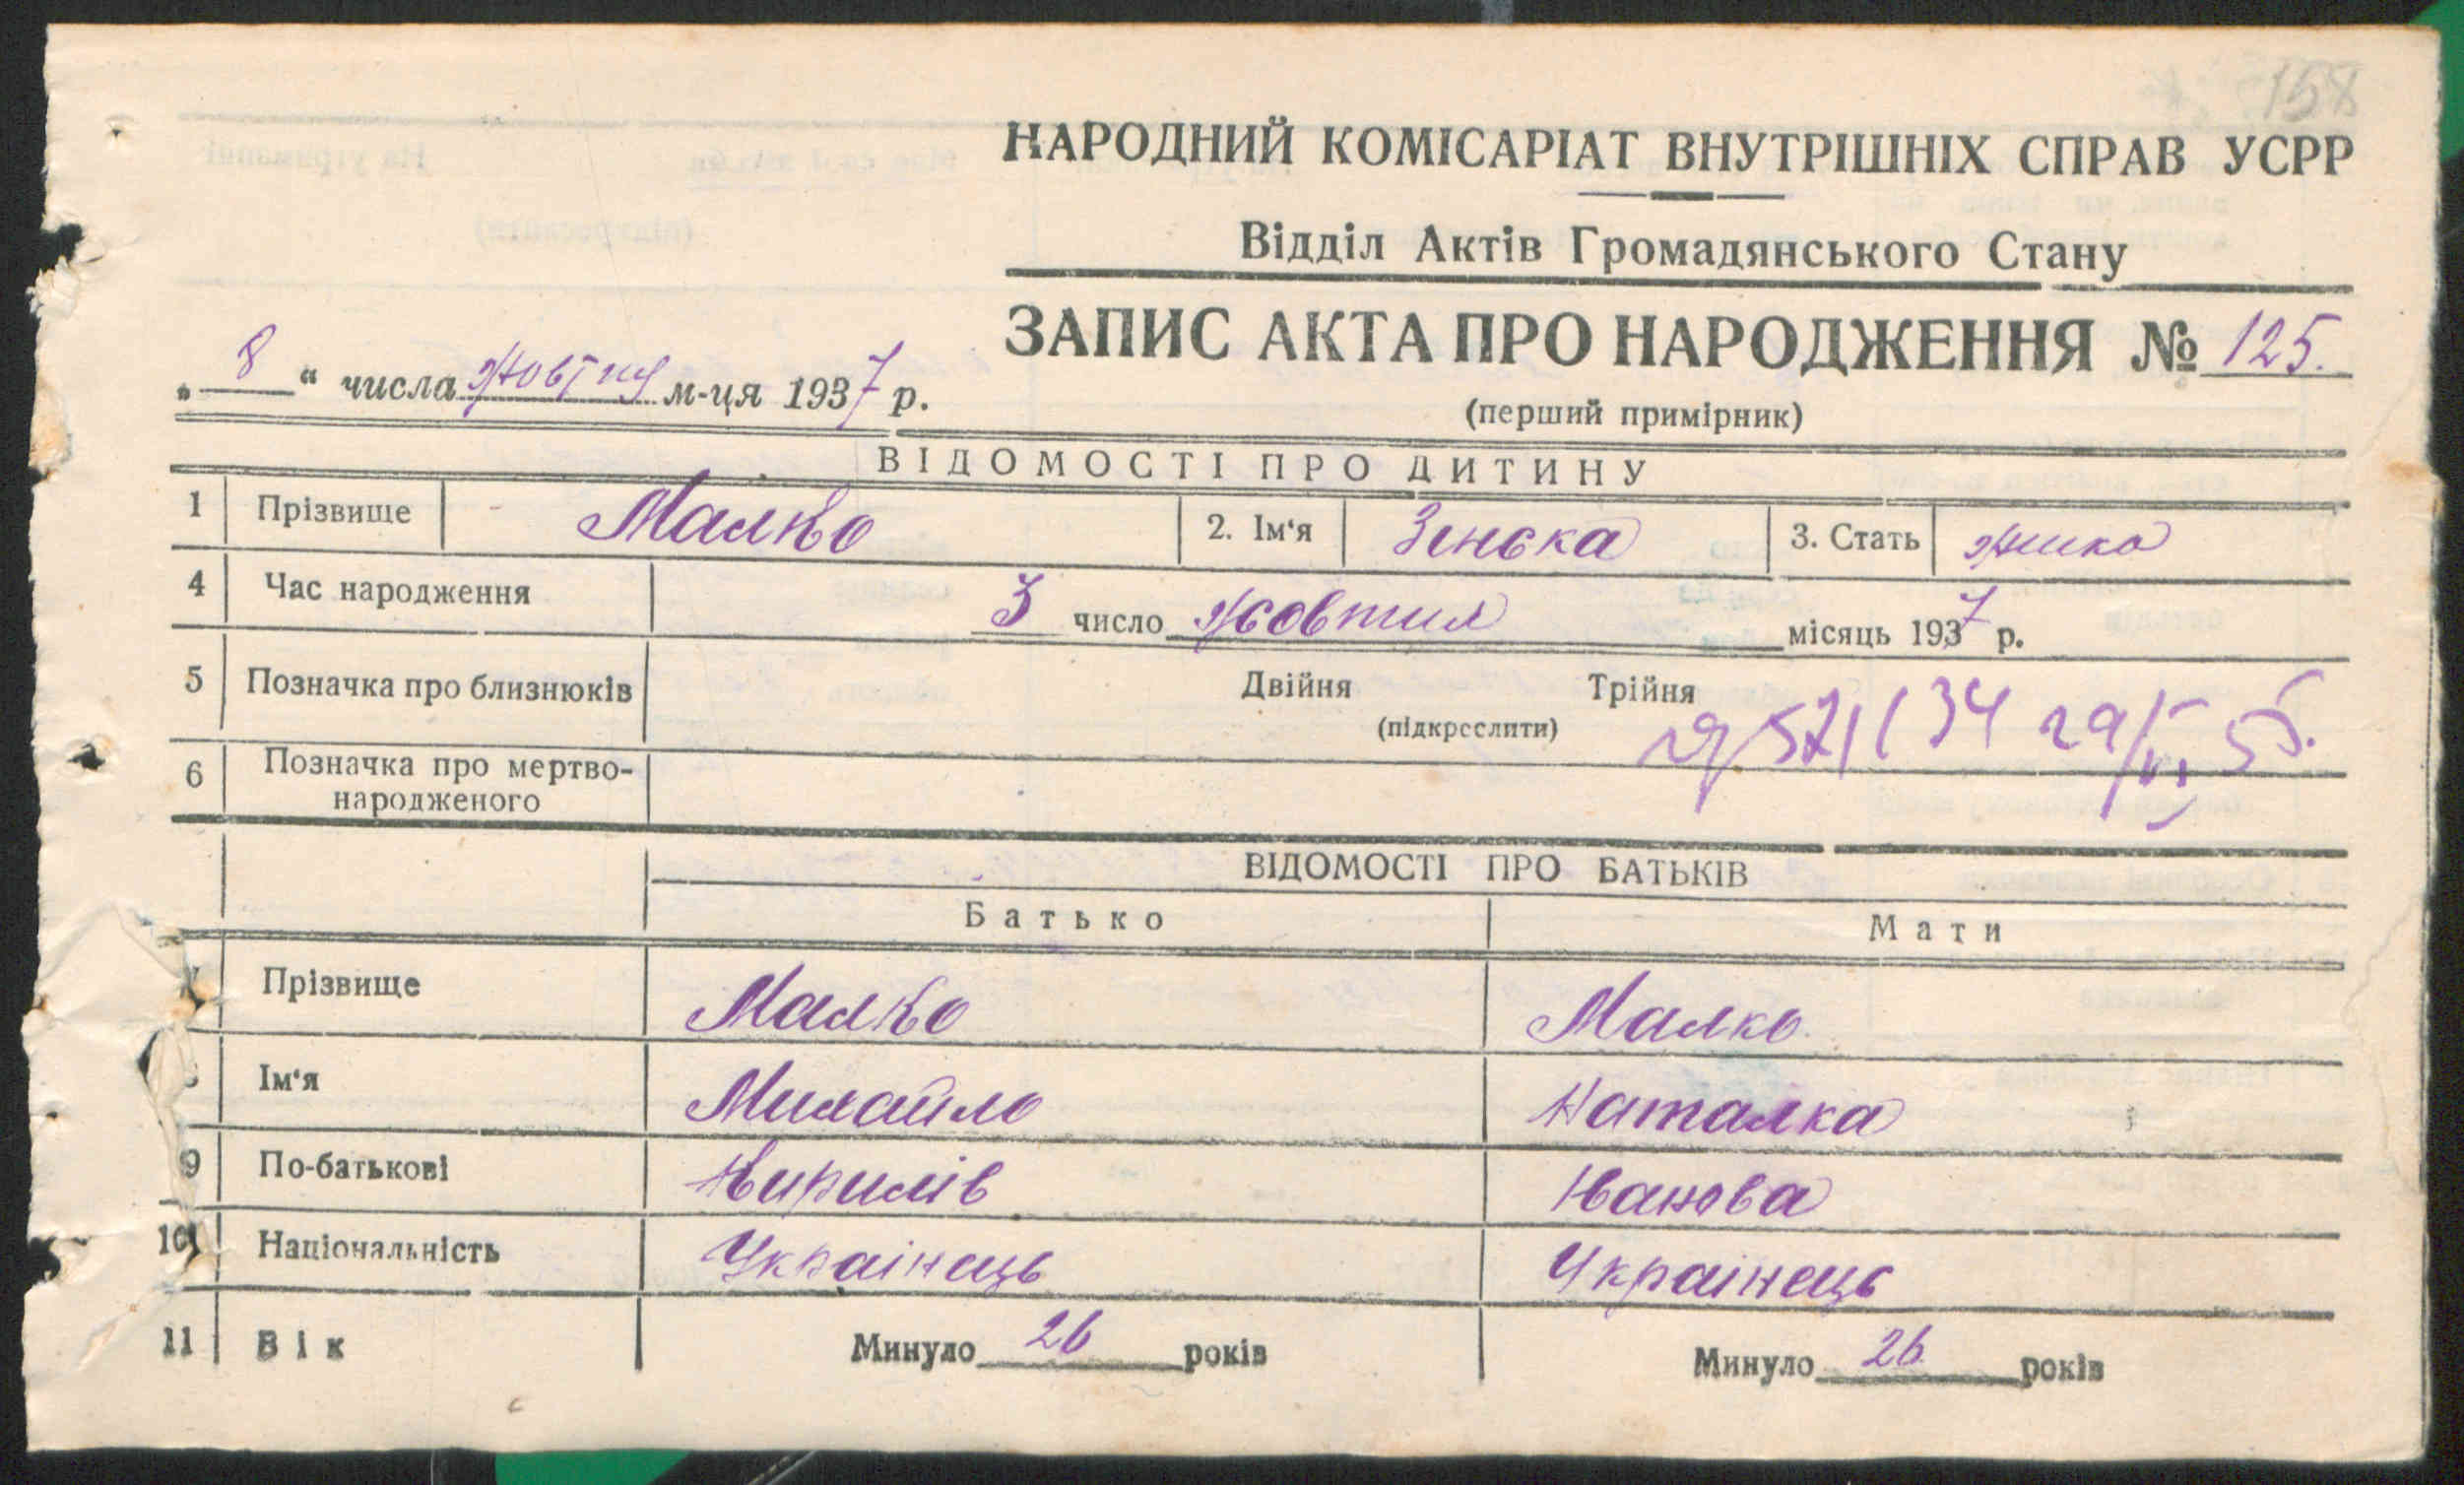 158
НАРОДНИЙ КОМІСАРІАТ ВНУТРІШНІХ СПРАВ УСРР
Відділ Актів Громадянського Стану
ЗАПИС АКТА ПРО НАРОДЖЕННЯ № 125.
„ 8 “ числа жовтня м-ця 1937 р.
(перший примірник)
ВІДОМОСТІ ПРО ДИТИНУ
1 Прізвище Малко 2. Ім‘я Зінька 3. Стать жинка
4 Час народження 3 число жовтня місяць 1937 р.
5 Позначка про близнюків Двійня Трійня
(підкреслити)
6 Позначка про мертво-
народженого
ВІДОМОСТІ ПРО БАТЬКІВ
Батько Мати
Прізвище Малко Малко
Ім‘я Михайло Наталка
9 По-батькові Кирилів Іванова
10 Національність Українець Українець
11 Вік Минуло 26 років Минуло 26 років